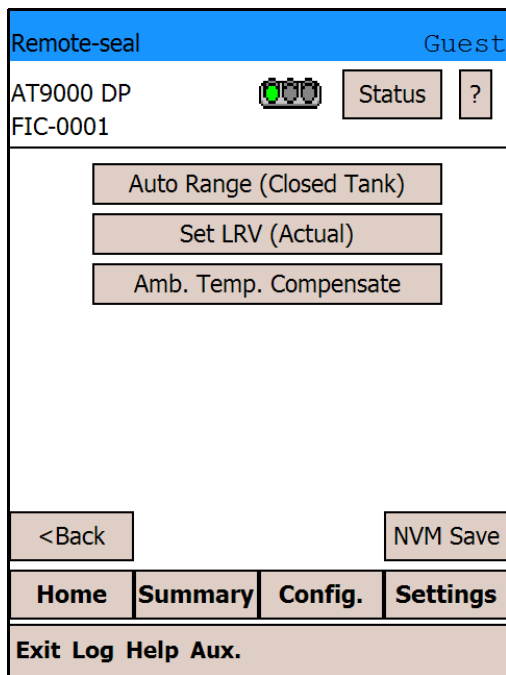 Remote-seal Guest
AT9000 DP Status ?
FIC-0001
Auto Range (Closed Tank)
Set LRV (Actual)
Amb. Temp. Compensate
<Back NVM Save
Home Summary Config. Settings
Exit Log Help Aux.